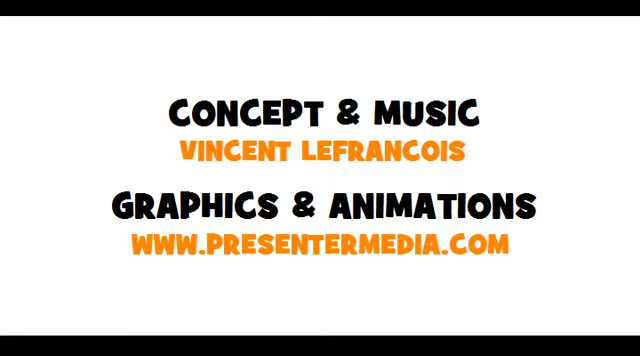 CONCEPT & MUSIC
VINCENT LEFRANCOIS
GRAPHICS & ANIMATIONS
WWW.PRESENTERMEDIA.COM